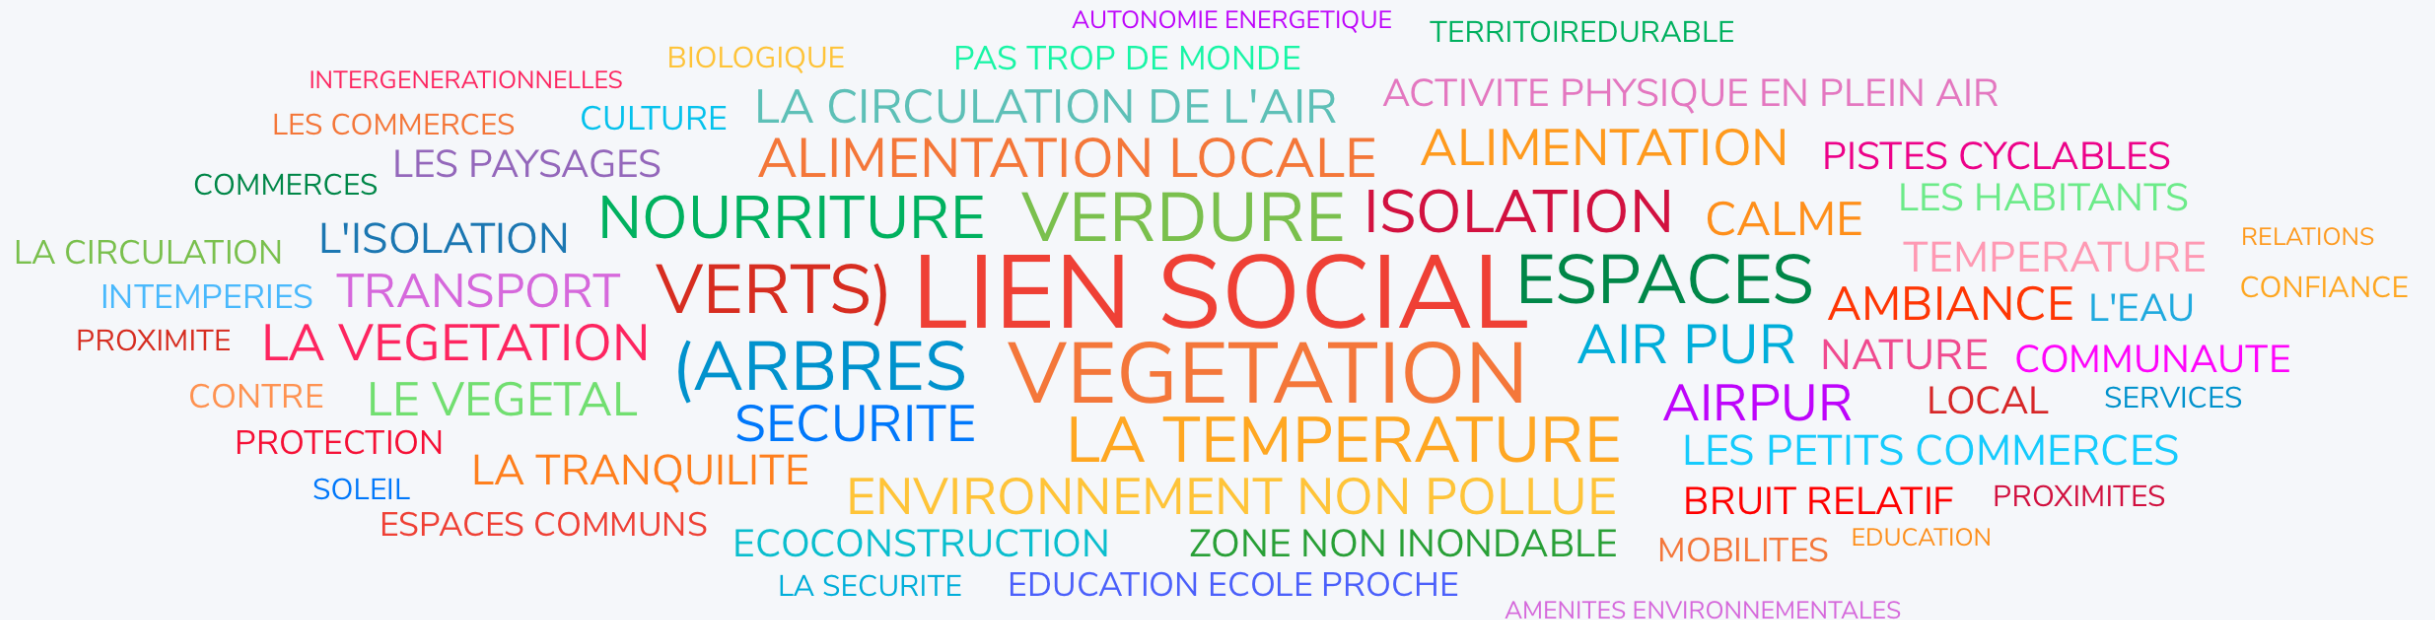 AUTONOMIE ENERGETIQUE
TERRITOIREDURABLE
BIOLOGIQUE
PAS TROP DE MONDE
INTERGENERATIONNELLES
ACTIVITE PHYSIQUE EN PLEIN AIR
LES COMMERCES
CULTURE
LA CIRCULATION DE L'AIR
ALIMENTATION LOCALE
ALIMENTATION
PISTES CYCLABLES
LES PAYSAGES
COMMERCES
LES HABITANTS
NOURRITURE
VERDURE
ISOLATION
CALME
L'ISOLATION
LA CIRCULATION
RELATIONS
TEMPERATURE
VERTS)
LIEN SOCIAL
ESPACES
CONFIANCE
INTEMPERIES
TRANSPORT
AMBIANCE
L'EAU
PROXIMITE
LA VEGETATION
(ARBRES
VEGETATION
AIR PUR
NATURE
COMMUNAUTE
CONTRE
LE VEGETAL
AIRPUR
LOCAL
SERVICES
SECURITE
LA TEMPERATURE
PROTECTION
LES PETITS COMMERCES
LA TRANQUILITE
SOLEIL
ENVIRONNEMENT NON POLLUE
BRUIT RELATIF
PROXIMITES
ESPACES COMMUNS
ECOCONSTRUCTION
ZONE NON INONDABLE
MOBILITES
EDUCATION
LA SECURITE
EDUCATION ECOLE PROCHE
AMENITES ENVIRONNEMENTALES